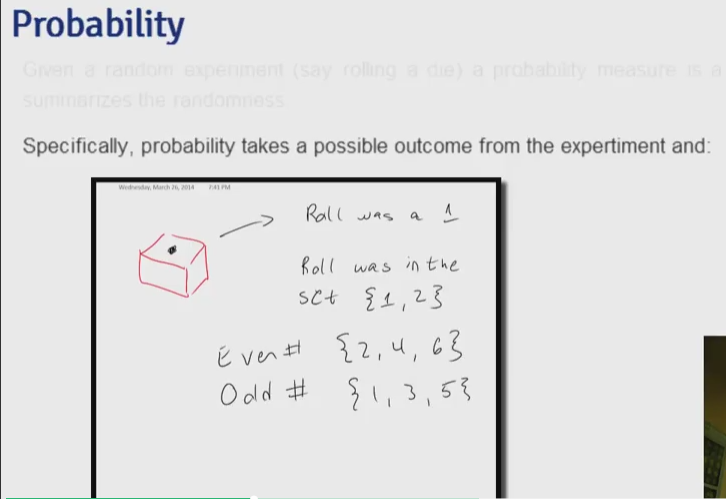 Probability
Given a random experiment (say rolling a die) a probability measure is a
summarizes the randomness
Specifically, probability takes a possible outcome from the expertiment and:
Wednesday, March 26, 2014 7:41 PM
Roll was a 1
Roll was in the
set {1,2}
Even # {2, 4, 6}
Odd # {1, 3, 5}